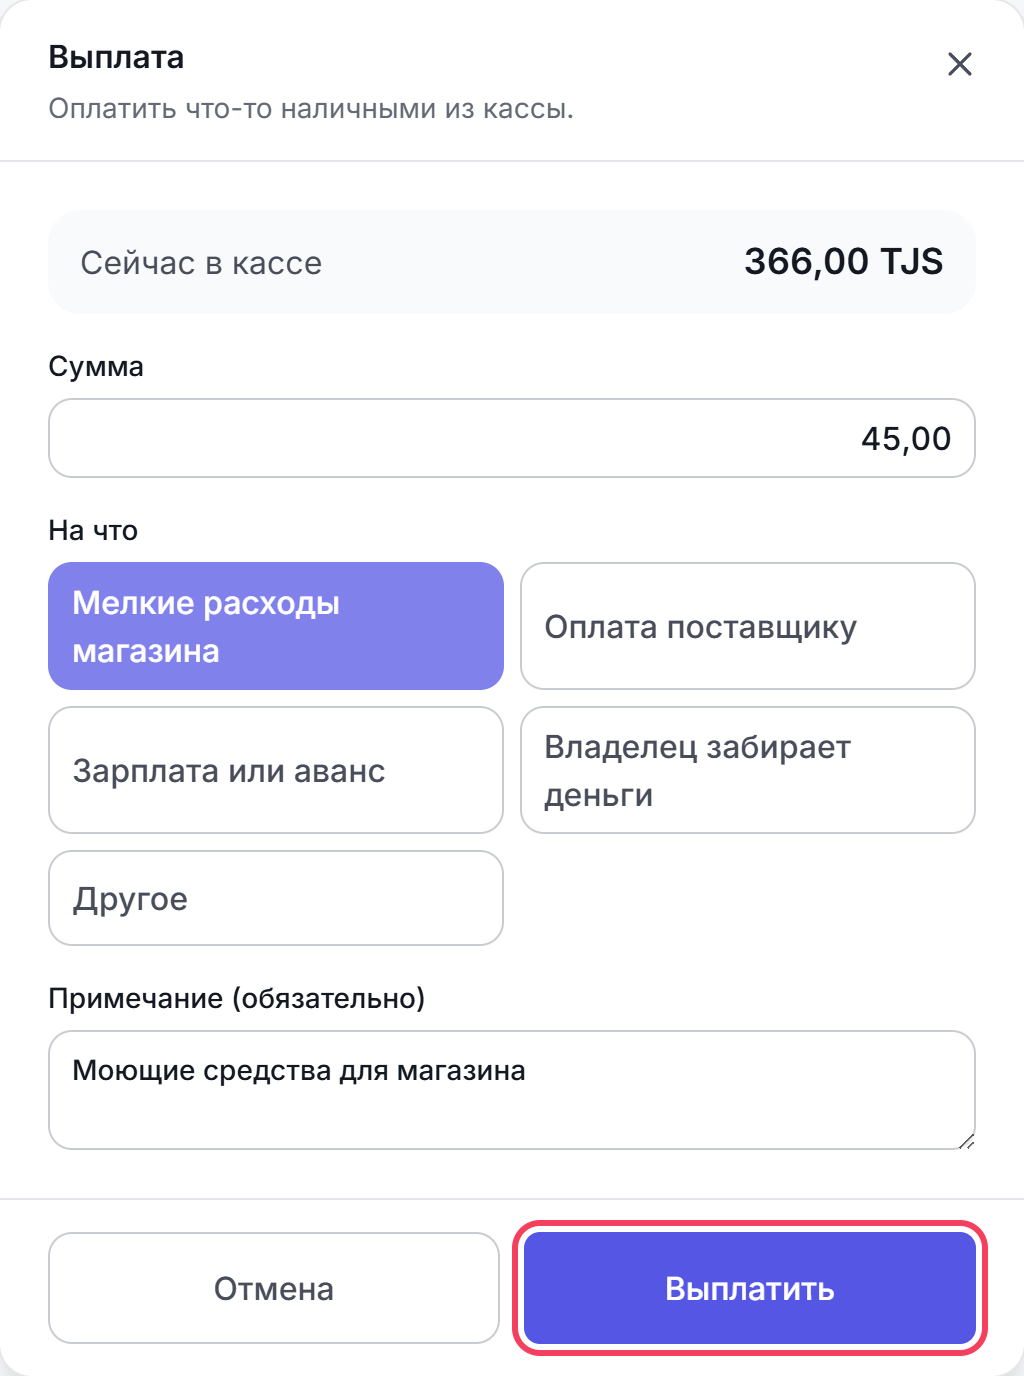 Выплата
Оплатить что-то наличными из кассы.
Сейчас в кассе
366,00 TJS
Сумма
45,00
На что
Мелкие расходы
магазина
Оплата поставщику
Зарплата или аванс
Владелец забирает
деньги
Другое
Примечание (обязательно)
Моющие средства для магазина
Отмена
Выплатить